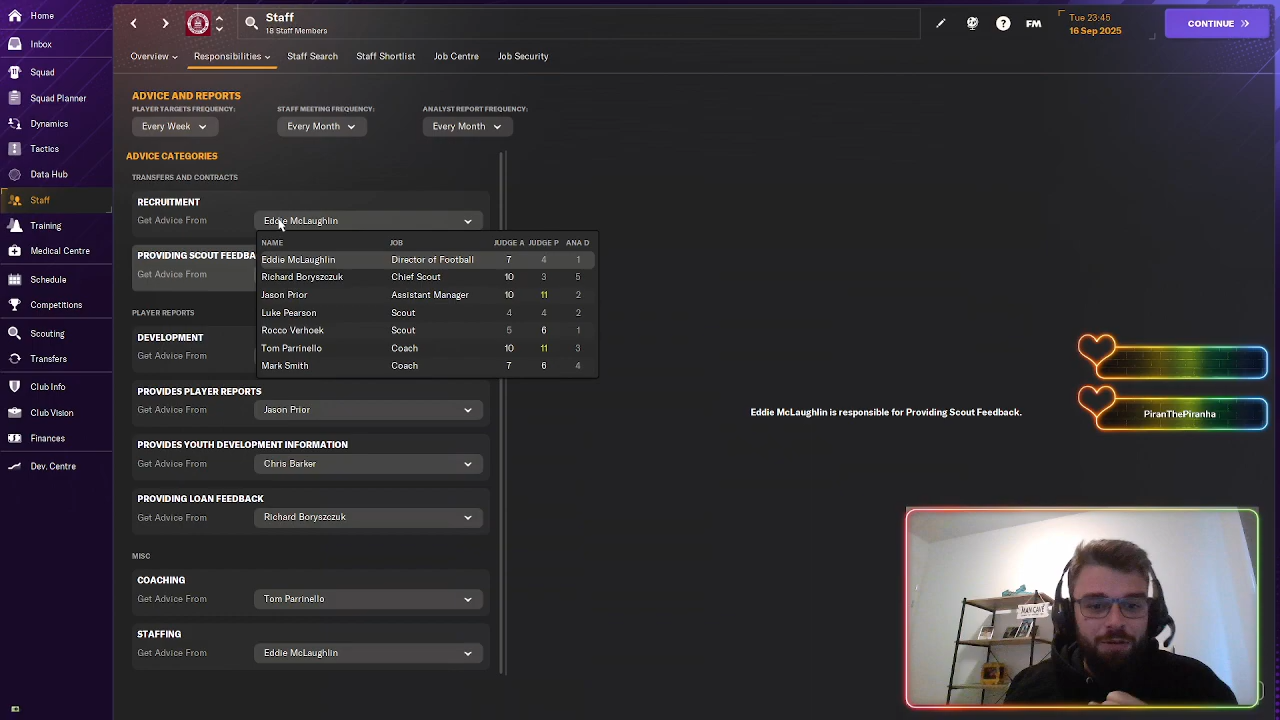 Home
Inbox
Squad
Squad Planner
Dynamics
Tactics
Data Hub
Staff
Training
Medical Centre
Schedule
Competitions
Scouting
Transfers
Club Info
Club Vision
Finances
Dev. Centre
Staff
18 Staff Members
FM
Tue 23:45
16 Sep 2025
CONTINUE
Overview
Responsibilities
Staff Search
Staff Shortlist
Job Centre
Job Security
ADVICE AND REPORTS
PLAYER TARGETS FREQUENCY: STAFF MEETING FREQUENCY: ANALYST REPORT FREQUENCY:
Every Week Every Month Every Month
ADVICE CATEGORIES
TRANSFERS AND CONTRACTS
RECRUITMENT
Get Advice From Eddie McLaughlin
NAME JOB JUDGE A JUDGE P ANA D
Eddie McLaughlin Director of Football 7 4 1
Richard Boryszczuk Chief Scout 10 3 5
Jason Prior Assistant Manager 10 11 2
Luke Pearson Scout 4 4 2
Rocco Verhoek Scout 5 6 1
Tom Parrinello Coach 10 11 3
Mark Smith Coach 7 6 4
PROVIDING SCOUT FEEDBA
Get Advice From
PLAYER REPORTS
DEVELOPMENT
Get Advice From
PROVIDES PLAYER REPORTS
Get Advice From Jason Prior
PROVIDES YOUTH DEVELOPMENT INFORMATION
Get Advice From Chris Barker
PROVIDING LOAN FEEDBACK
Get Advice From Richard Boryszczuk
MISC
COACHING
Get Advice From Tom Parrinello
STAFFING
Get Advice From Eddie McLaughlin
Eddie McLaughlin is responsible for Providing Scout Feedback.
PiranThePiranha
MAN CAVE